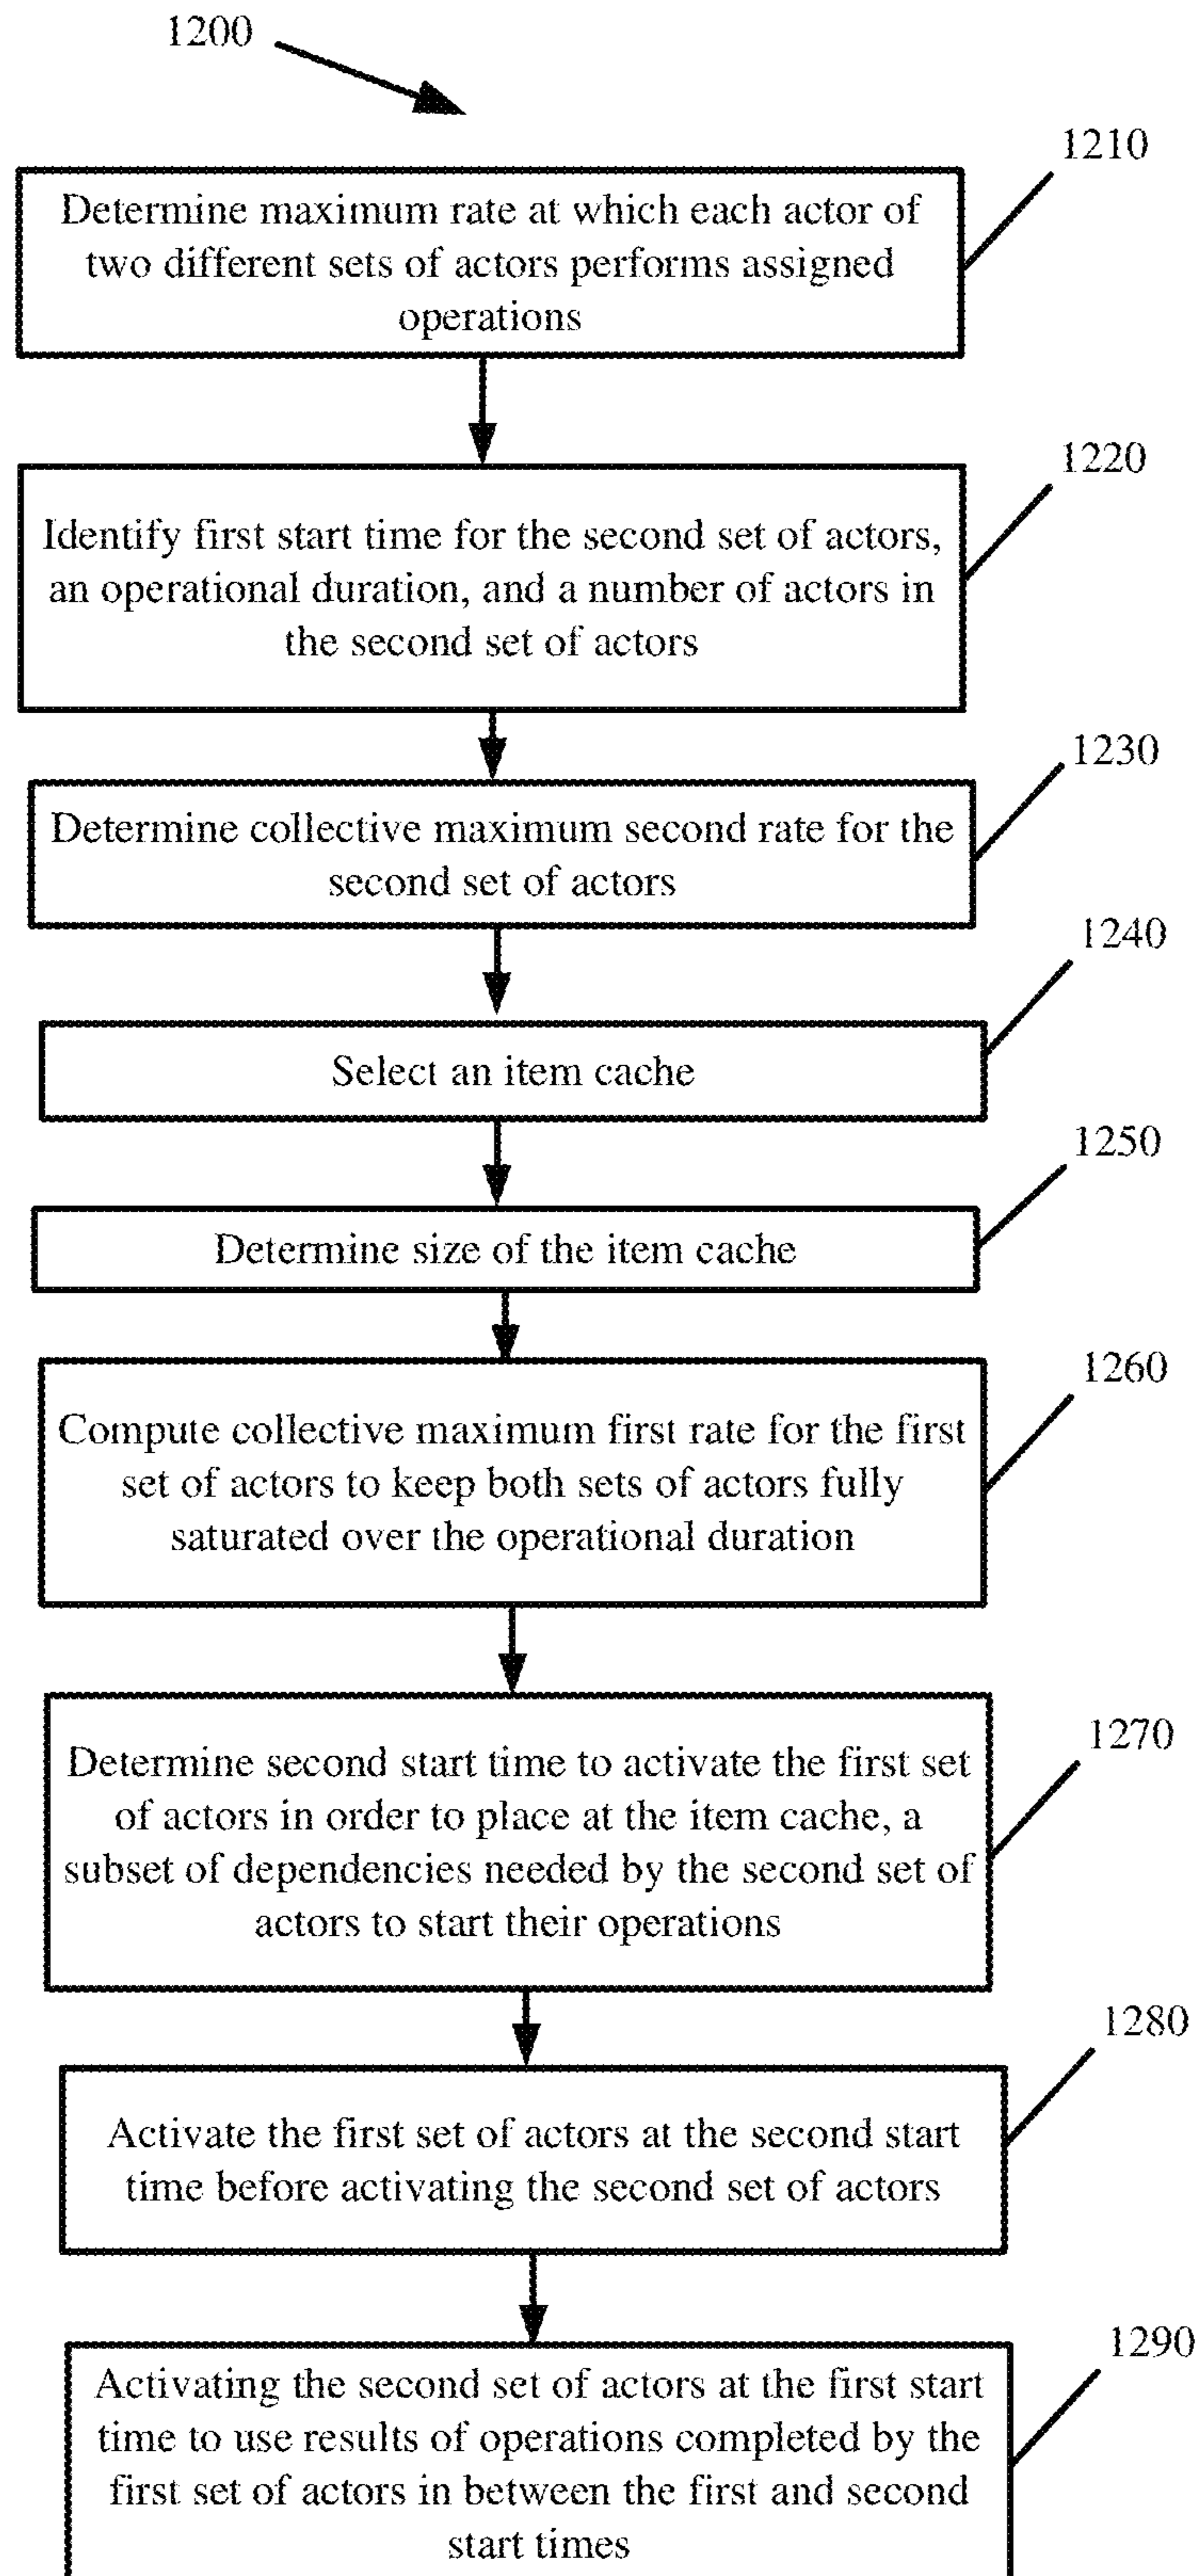 1200
1210
Determine maximum rate at which each actor of
two different sets of actors performs assigned
operations
1220
Identify first start time for the second set of actors,
an operational duration, and a number of actors in
the second set of actors
1230
Determine collective maximum second rate for the
second set of actors
1240
Select an item cache
1250
Determine size of the item cache
1260
Compute collective maximum first rate for the first
set of actors to keep both sets of actors fully
saturated over the operational duration
1270
Determine second start time to activate the first set
of actors in order to place at the item cache, a
subset of dependencies needed by the second set of
actors to start their operations
1280
Activate the first set of actors at the second start
time before activating the second set of actors
1290
Activating the second set of actors at the first start
time to use results of operations completed by the
first set of actors in between the first and second
start times